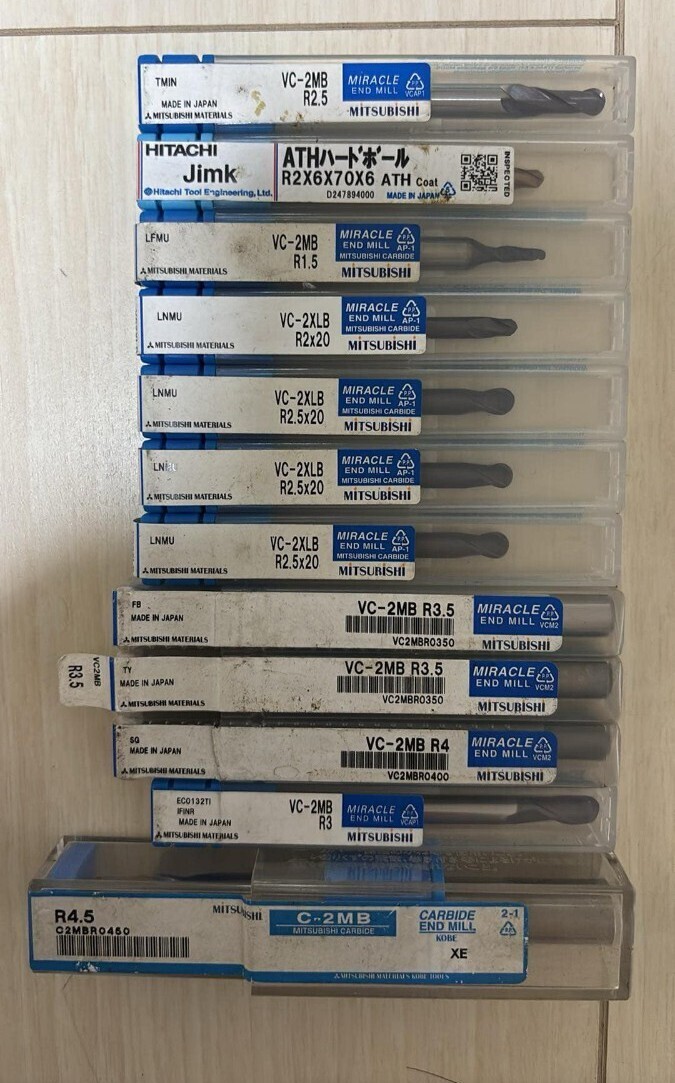 TMIN
MADE IN JAPAN
MITSUBISHI MATERIALS
VC-2MB
R2.5
MIRACLE
END MILL
VCAP1
MITSUBISHI
HITACHI
Jimk
Hitachi Tool Engineering, Ltd.
ATHハードボール
R2X6X70X6 ATH Coat
D247894000 MADE IN JAPAN
INSPECTED
LFMU
MITSUBISHI MATERIALS
VC-2MB
R1.5
MIRACLE
END MILL AP-1
MITSUBISHI CARBIDE
MITSUBISHI
LNMU
MITSUBISHI MATERIALS
VC-2XLB
R2x20
MIRACLE
END MILL AP-1
MITSUBISHI CARBIDE
MITSUBISHI
LNMU
MITSUBISHI MATERIALS
VC-2XLB
R2.5x20
MIRACLE
END MILL AP-1
MITSUBISHI CARBIDE
MITSUBISHI
MITSUBISHI MATERIALS
VC-2XLB
R2.5x20
MIRACLE
END MILL AP-1
MITSUBISHI CARBIDE
MITSUBISHI
LNMU
MITSUBISHI MATERIALS
VC-2XLB
R2.5x20
MIRACLE
END MILL AP-1
MITSUBISHI CARBIDE
MITSUBISHI
FB
MADE IN JAPAN
MITSUBISHI MATERIALS
VC-2MB R3.5
VC2MBR0350
MIRACLE
END MILL VCM2
MITSUBISHI
VC2MB
R3.5
TY
MADE IN JAPAN
MITSUBISHI MATERIALS
VC-2MB R3.5
VC2MBR0350
MIRACLE
END MILL VCM2
MITSUBISHI
SG
MADE IN JAPAN
MITSUBISHI MATERIALS
VC-2MB R4
VC2MBR0400
MIRACLE
END MILL VCM2
MITSUBISHI
EC0132TI
IFINR
MADE IN JAPAN
MITSUBISHI MATERIALS
VC-2MB
R3
MIRACLE
END MILL VCAP1
MITSUBISHI
R4.5
C2MBR0450
MITSUBISHI
C-2MB
MITSUBISHI CARBIDE
CARBIDE
END MILL
KOBE
XE
2-1
MITSUBISHI MATERIALS KOBE TOOLS